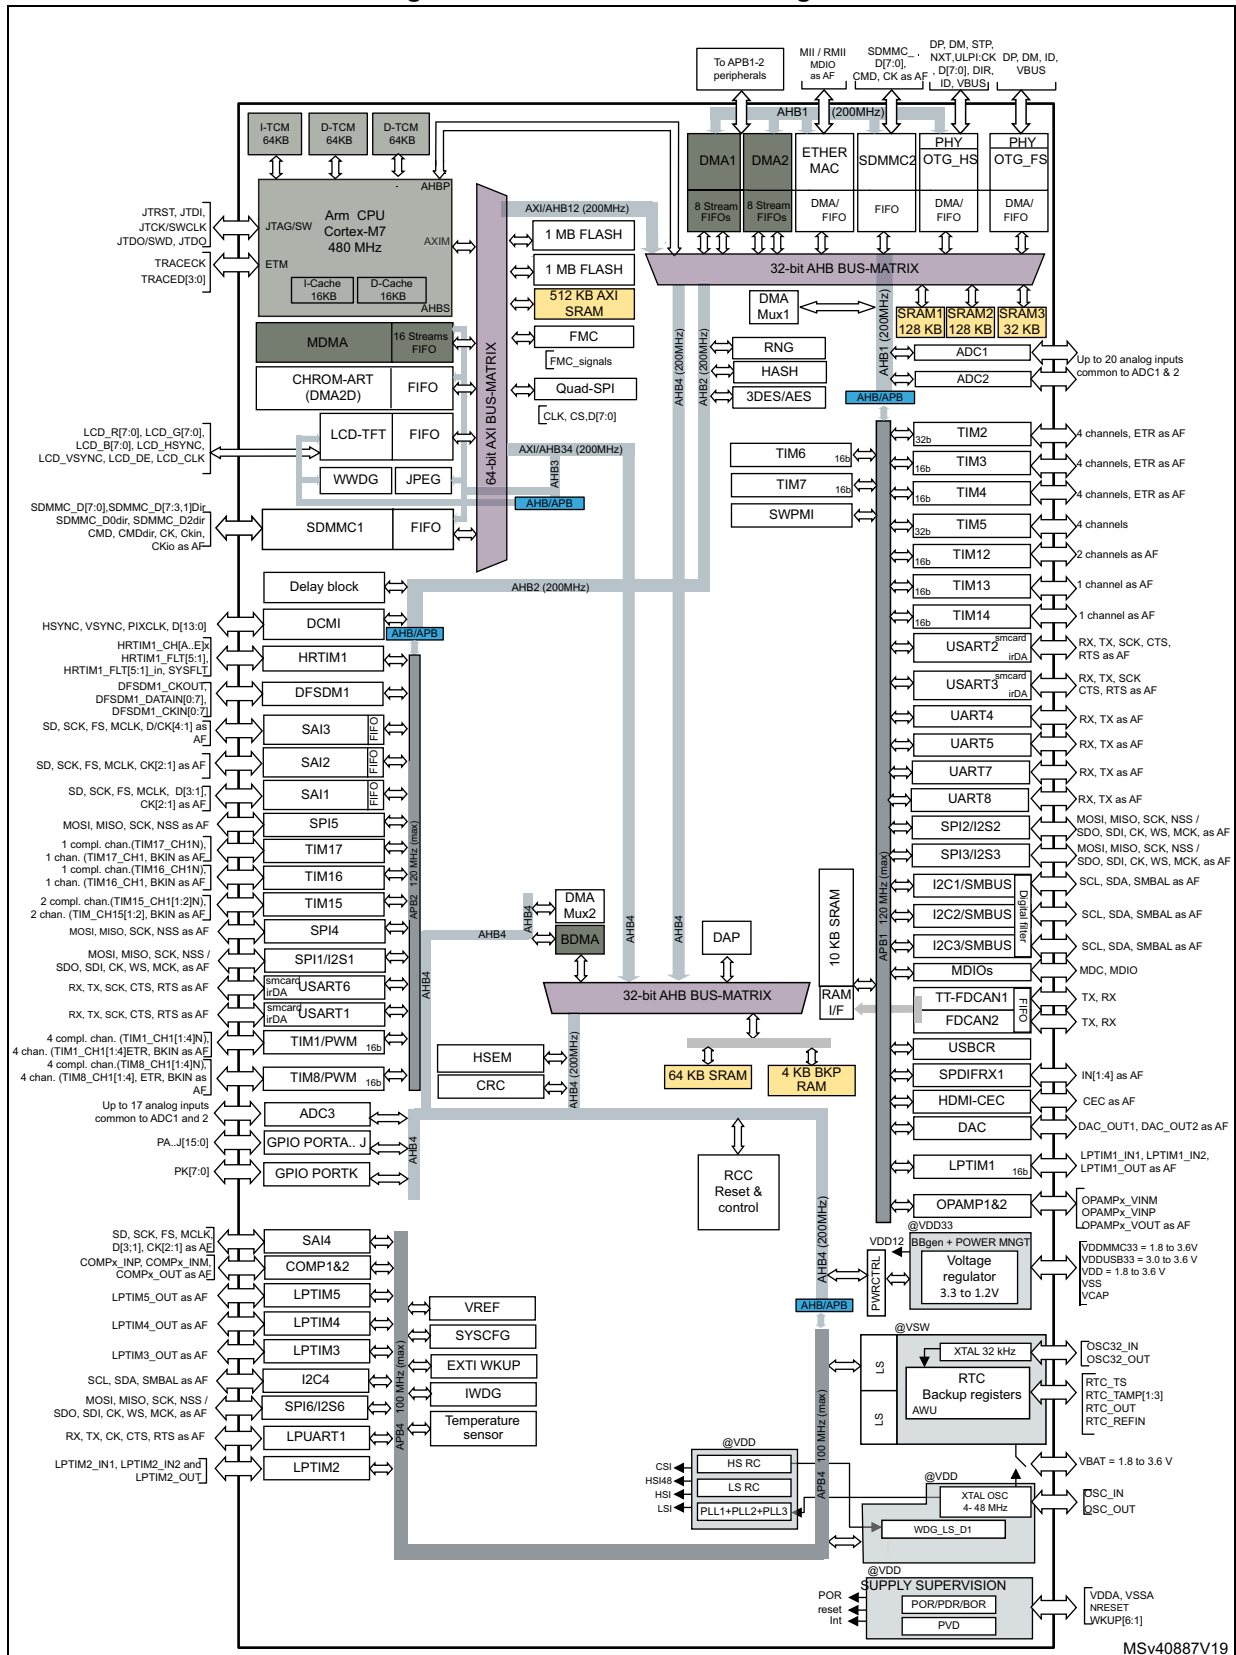 To APB1-2
peripherals
MII / RMII
MDIO
as AF
SDMMC_
D[7:0],
CMD, CK as AF
DP, DM, STP,
NXT,ULPI:CK
, D[7:0], DIR,
ID, VBUS
DP, DM, ID,
VBUS
AHB1 (200MHz)
I-TCM
64KB
D-TCM
64KB
D-TCM
64KB
AHBP
Arm CPU
Cortex-M7
480 MHz
JTAG/SW
ETM
AXIM
AHBS
I-Cache
16KB
D-Cache
16KB
JTRST, JTDI,
JTCK/SWCLK
JTDO/SWD, JTDO
TRACECK
TRACED[3:0]
MDMA
16 Streams
FIFO
CHROM-ART
(DMA2D)
FIFO
LCD-TFT
FIFO
WWDG
JPEG
SDMMC1
FIFO
LCD_R[7:0], LCD_G[7:0],
LCD_B[7:0], LCD_HSYNC,
LCD_VSYNC, LCD_DE, LCD_CLK
SDMMC_D[7:0],SDMMC_D[7:3,1]Dir
SDMMC_D0dir, SDMMC_D2dir
CMD, CMDdir, CK, Ckin,
CKio as AF
64-bit AXI BUS-MATRIX
AXI/AHB12 (200MHz)
1 MB FLASH
1 MB FLASH
512 KB AXI
SRAM
FMC
FMC_signals
Quad-SPI
CLK, CS,D[7:0]
AXI/AHB34 (200MHz)
AHB3
AHB/APB
DMA1
8 Stream
FIFOs
DMA2
8 Stream
FIFOs
ETHER
MAC
DMA/
FIFO
SDMMC2
FIFO
PHY
OTG_HS
DMA/
FIFO
PHY
OTG_FS
DMA/
FIFO
32-bit AHB BUS-MATRIX
DMA
Mux1
SRAM1
128 KB
SRAM2
128 KB
SRAM3
32 KB
AHB4 (200MHz)
AHB2 (200MHz)
AHB1 (200MHz)
RNG
HASH
3DES/AES
ADC1
ADC2
Up to 20 analog inputs
common to ADC1 & 2
AHB/APB
TIM6
16b
TIM7
16b
SWPMI
TIM2
32b
4 channels, ETR as AF
TIM3
16b
4 channels, ETR as AF
TIM4
16b
4 channels, ETR as AF
TIM5
32b
4 channels
TIM12
16b
2 channels as AF
TIM13
16b
1 channel as AF
TIM14
16b
1 channel as AF
USART2
smcard
irDA
RX, TX, SCK, CTS,
RTS as AF
USART3
smcard
irDA
RX, TX, SCK
CTS, RTS as AF
UART4
RX, TX as AF
UART5
RX, TX as AF
UART7
RX, TX as AF
UART8
RX, TX as AF
SPI2/I2S2
MOSI, MISO, SCK, NSS /
SDO, SDI, CK, WS, MCK, as AF
SPI3/I2S3
MOSI, MISO, SCK, NSS /
SDO, SDI, CK, WS, MCK, as AF
I2C1/SMBUS
SCL, SDA, SMBAL as AF
I2C2/SMBUS
SCL, SDA, SMBAL as AF
I2C3/SMBUS
SCL, SDA, SMBAL as AF
Digital filter
MDIOs
MDC, MDIO
TT-FDCAN1
TX, RX
FDCAN2
TX, RX
FIFO
USBCR
SPDIFRX1
IN[1:4] as AF
HDMI-CEC
CEC as AF
DAC
DAC_OUT1, DAC_OUT2 as AF
LPTIM1
16b
LPTIM1_IN1, LPTIM1_IN2,
LPTIM1_OUT as AF
OPAMP1&2
OPAMPx_VINM
OPAMPx_VINP
OPAMPx_VOUT as AF
APB1 120 MHz (max)
10 KB SRAM
RAM
I/F
AHB2 (200MHz)
Delay block
DCMI
HSYNC, VSYNC, PIXCLK, D[13:0]
AHB/APB
HRTIM1_CH[A..E]x
HRTIM1_FLT[5:1],
HRTIM1_FLT[5:1]_in, SYSFLT
HRTIM1
DFSDM1_CKOUT,
DFSDM1_DATAIN[0:7],
DFSDM1_CKIN[0:7]
DFSDM1
SD, SCK, FS, MCLK, D/CK[4:1] as
AF
SAI3
FIFO
SD, SCK, FS, MCLK, CK[2:1] as AF
SAI2
FIFO
SD, SCK, FS, MCLK, D[3:1],
CK[2:1] as AF
SAI1
FIFO
MOSI, MISO, SCK, NSS as AF
SPI5
1 compl. chan.(TIM17_CH1N),
1 chan. (TIM17_CH1, BKIN as AF
TIM17
1 compl. chan.(TIM16_CH1N),
1 chan. (TIM16_CH1, BKIN as AF
TIM16
2 compl. chan.(TIM15_CH1[1:2]N),
2 chan. (TIM_CH15[1:2], BKIN as AF
TIM15
MOSI, MISO, SCK, NSS as AF
SPI4
MOSI, MISO, SCK, NSS /
SDO, SDI, CK, WS, MCK, as AF
SPI1/I2S1
RX, TX, SCK, CTS, RTS as AF
smcard
irDA
USART6
RX, TX, SCK, CTS, RTS as AF
smcard
irDA
USART1
4 compl. chan. (TIM1_CH1[1:4]N),
4 chan. (TIM1_CH1[1:4]ETR, BKIN as AF
TIM1/PWM
16b
4 compl. chan.(TIM8_CH1[1:4]N),
4 chan. (TIM8_CH1[1:4], ETR, BKIN as
AF
TIM8/PWM
16b
APB2 120 MHz (max)
Up to 17 analog inputs
common to ADC1 and 2
ADC3
PA..J[15:0]
GPIO PORTA.. J
PK[7:0]
GPIO PORTK
AHB4
AHB4
AHB4
AHB4
DMA
Mux2
BDMA
AHB4
AHB4
DAP
32-bit AHB BUS-MATRIX
HSEM
CRC
AHB4 (200MHz)
64 KB SRAM
4 KB BKP
RAM
RCC
Reset &
control
AHB4 (200MHz)
AHB/APB
@VDD33
VDD12
BBgen + POWER MNGT
PWRCTRL
Voltage
regulator
3.3 to 1.2V
VDDMMC33 = 1.8 to 3.6V
VDDUSB33 = 3.0 to 3.6 V
VDD = 1.8 to 3.6 V
VSS
VCAP
SD, SCK, FS, MCLK,
D[3;1], CK[2:1] as AF
SAI4
COMPx_INP, COMPx_INM,
COMPx_OUT as AF
COMP1&2
LPTIM5_OUT as AF
LPTIM5
LPTIM4_OUT as AF
LPTIM4
LPTIM3_OUT as AF
LPTIM3
SCL, SDA, SMBAL as AF
I2C4
MOSI, MISO, SCK, NSS /
SDO, SDI, CK, WS, MCK, as AF
SPI6/I2S6
RX, TX, CK, CTS, RTS as AF
LPUART1
LPTIM2_IN1, LPTIM2_IN2 and
LPTIM2_OUT
LPTIM2
APB4 100 MHz (max)
VREF
SYSCFG
EXTI WKUP
IWDG
Temperature
sensor
APB4 100 MHz (max)
@VSW
LS
LS
XTAL 32 kHz
RTC
Backup registers
AWU
OSC32_IN
OSC32_OUT
RTC_TS
RTC_TAMP[1:3]
RTC_OUT
RTC_REFIN
VBAT = 1.8 to 3.6 V
@VDD
CSI
HSI48
HSI
LSI
HS RC
LS RC
PLL1+PLL2+PLL3
@VDD
XTAL OSC
4- 48 MHz
WDG_LS_D1
OSC_IN
OSC_OUT
@VDD
SUPPLY SUPERVISION
POR
reset
Int
POR/PDR/BOR
PVD
VDDA, VSSA
NRESET
WKUP[6:1]
MSv40887V19